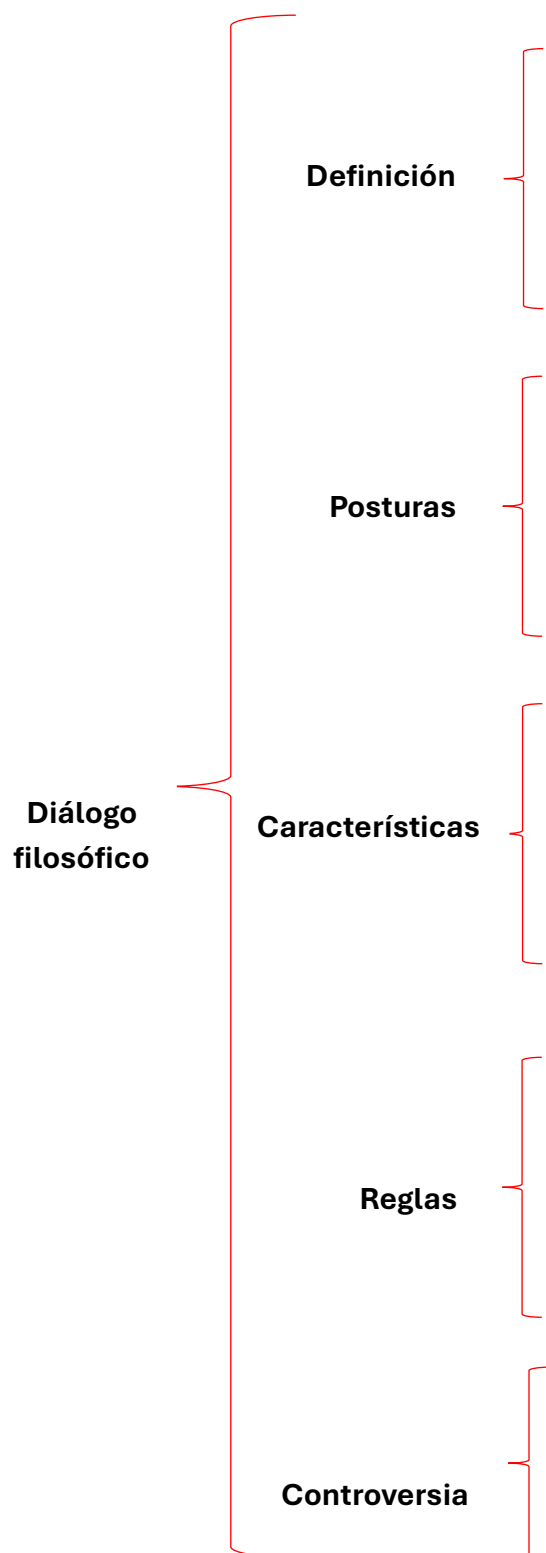 Definición
Posturas
Diálogo
filosófico
Características
Reglas
Controversia